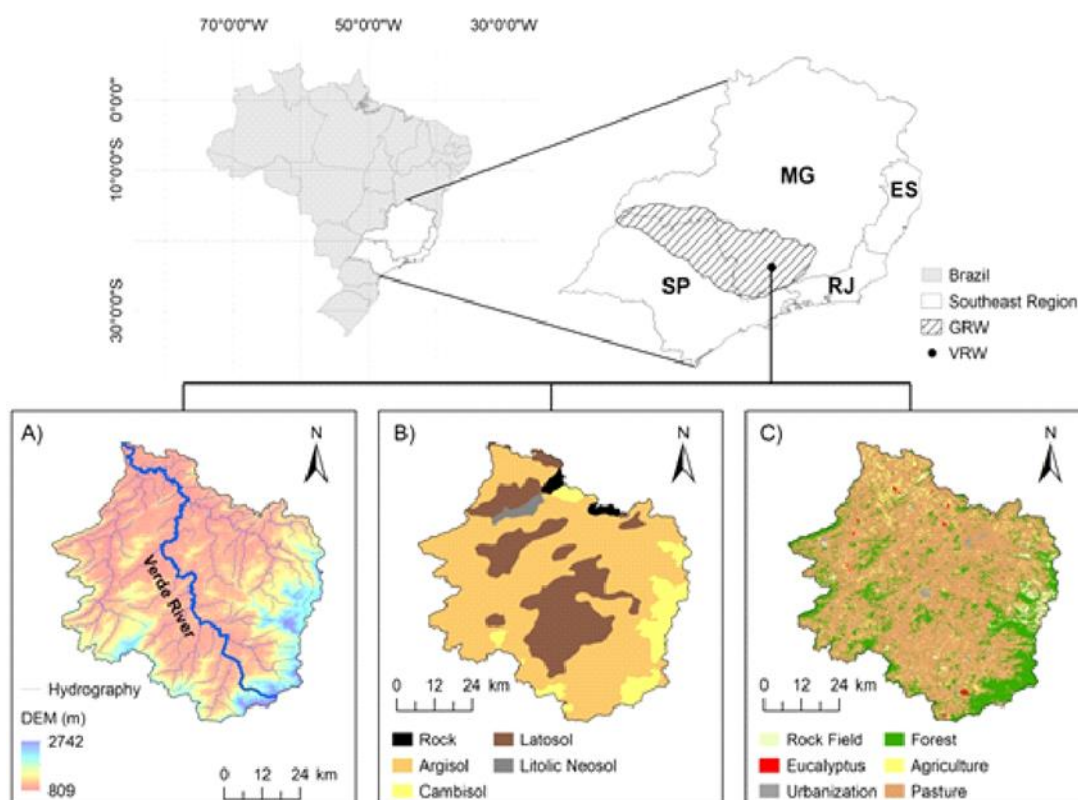 70°0'0"W 50°0'0"W 30°0'0"W
0°0'0"
10°0'0"S
30°0'0"S
MG
ES
SP
RJ
Brazil
Southeast Region
GRW
VRW
A)
N
Verde River
Hydrography
DEM (m)
2742
809
0 12 24 km
B)
N
0 12 24 km
Rock
Latosol
Argisol
Litolic Neosol
Cambisol
C)
N
0 12 24 km
Rock Field
Forest
Eucalyptus
Agriculture
Urbanization
Pasture